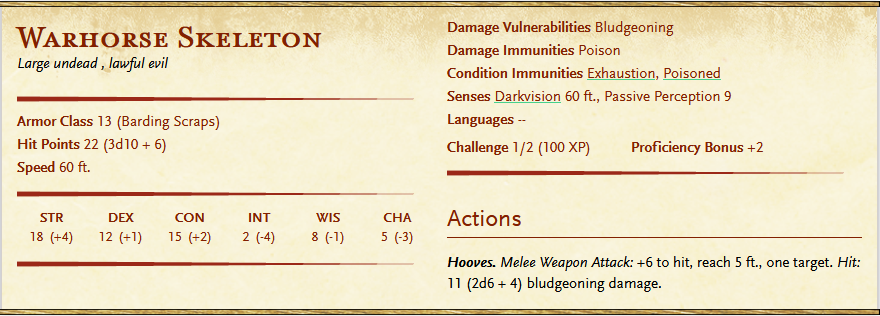 Warhorse Skeleton
Large undead , lawful evil
Armor Class 13 (Barding Scraps)
Hit Points 22 (3d10 + 6)
Speed 60 ft.
STR DEX CON INT WIS CHA
18 (+4) 12 (+1) 15 (+2) 2 (-4) 8 (-1) 5 (-3)
Damage Vulnerabilities Bludgeoning
Damage Immunities Poison
Condition Immunities Exhaustion, Poisoned
Senses Darkvision 60 ft., Passive Perception 9
Languages --
Challenge 1/2 (100 XP) Proficiency Bonus +2
Actions
Hooves. Melee Weapon Attack: +6 to hit, reach 5 ft., one target. Hit:
11 (2d6 + 4) bludgeoning damage.